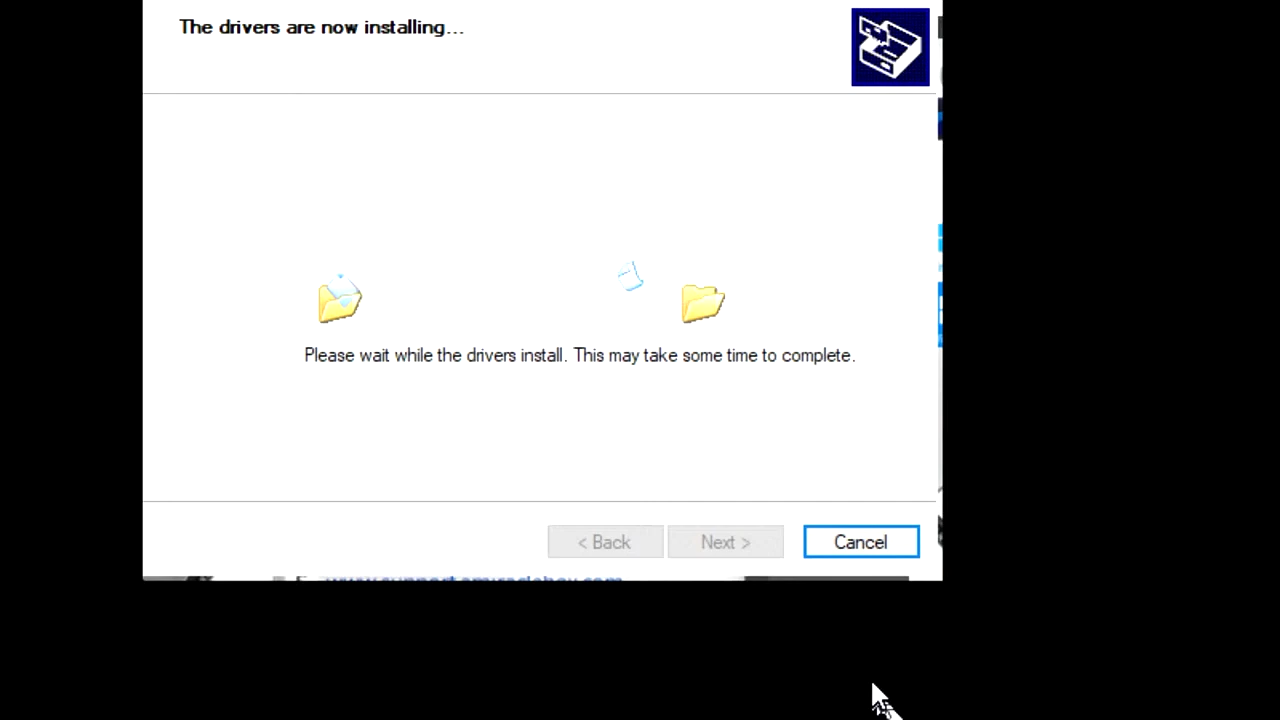 The drivers are now installing...
Please wait while the drivers install. This may take some time to complete.
< Back
Next >
Cancel